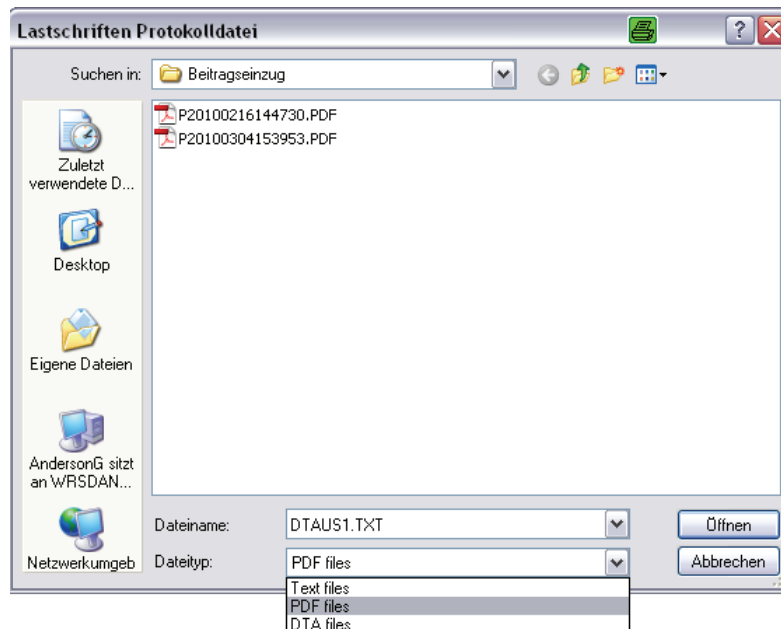 Lastschriften Protokolldatei
Suchen in:
Beitragseinzug
P20100216144730.PDF
P20100304153953.PDF
Zuletzt
verwendete D...
Desktop
Eigene Dateien
AndersonG sitzt
an WRSDAN...
Netzwerkumgeb
Dateiname:
DTAUS1.TXT
Öffnen
Dateityp:
PDF files
Abbrechen
Text files
PDF files
DTA files